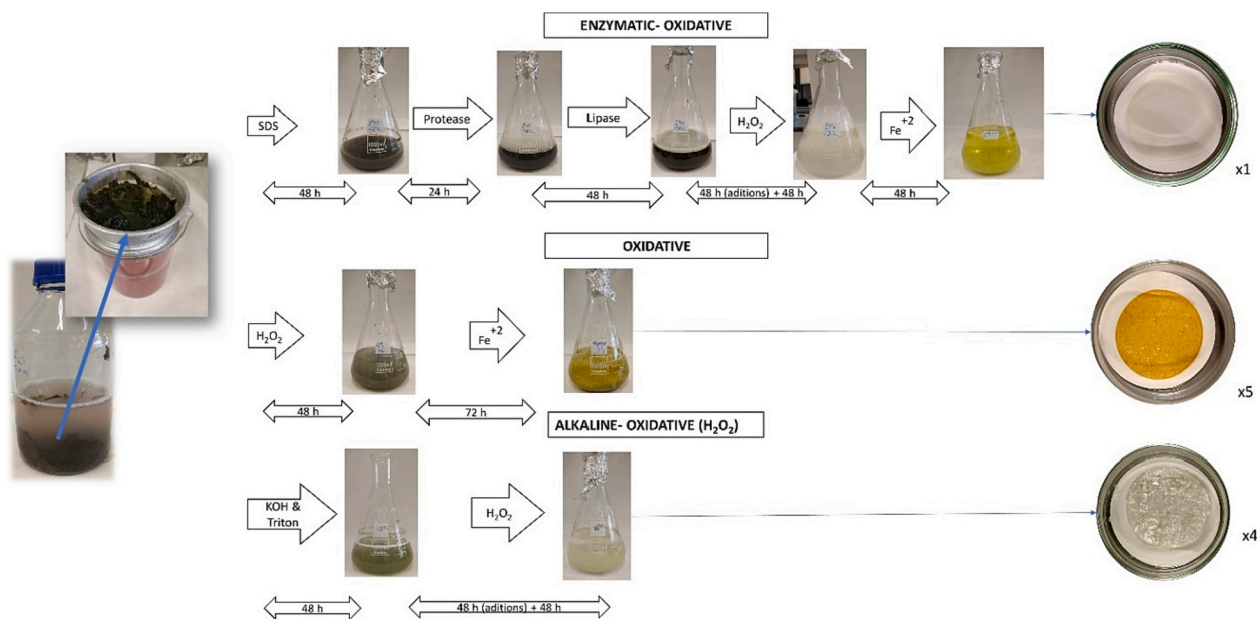 ENZYMATIC- OXIDATIVE
SDS
Protease
Lipase
H₂O₂
Fe⁺²
48 h
24 h
48 h
48 h (aditions) + 48 h
48 h
x1
OXIDATIVE
H₂O₂
Fe⁺²
48 h
72 h
x5
ALKALINE- OXIDATIVE (H₂O₂)
KOH &
Triton
H₂O₂
48 h
48 h (aditions) + 48 h
x4